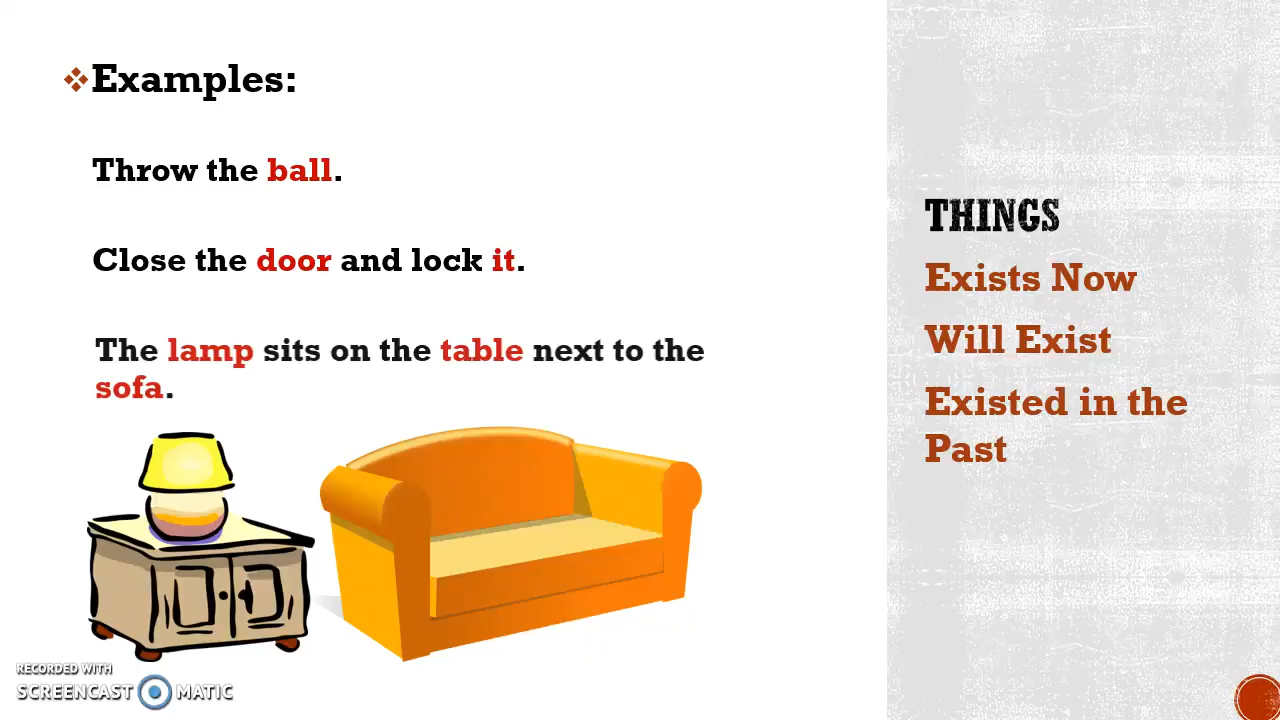 Examples:
Throw the ball.
Close the door and lock it.
The lamp sits on the table next to the
sofa.
THINGS
Exists Now
Will Exist
Existed in the
Past
RECORDED WITH
SCREENCAST MATIC